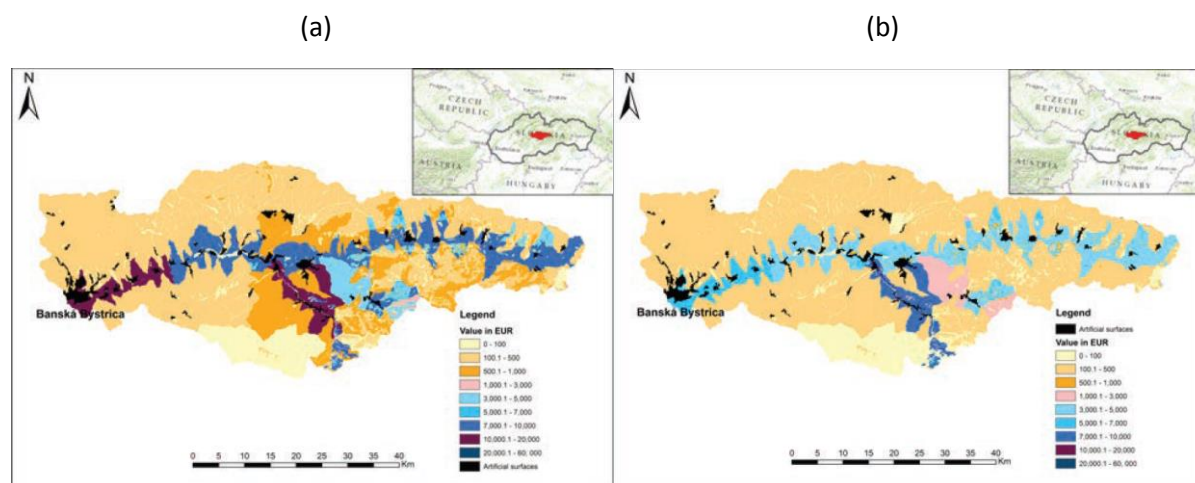 (a)
(b)
N
CZECH
REPUBLIC
SLOVAKIA
AUSTRIA
HUNGARY
Banská Bystrica
Legend
Value in EUR
0 - 100
100.1 - 500
500.1 - 1,000
1,000.1 - 3,000
3,000.1 - 5,000
5,000.1 - 7,000
7,000.1 - 10,000
10,000.1 - 20,000
20,000.1 - 60, 000
Artificial surfaces
0 5 10 20 30 40
Km
N
CZECH
REPUBLIC
SLOVAKIA
AUSTRIA
HUNGARY
Banská Bystrica
Legend
Artificial surfaces
Value in EUR
0 - 100
100.1 - 500
500.1 - 1,000
1,000.1 - 3,000
3,000.1 - 5,000
5,000.1 - 7,000
7,000.1 - 10,000
10,000.1 - 20,000
20,000.1 - 60, 000
0 5 10 15 20 25 30 35 40
Km